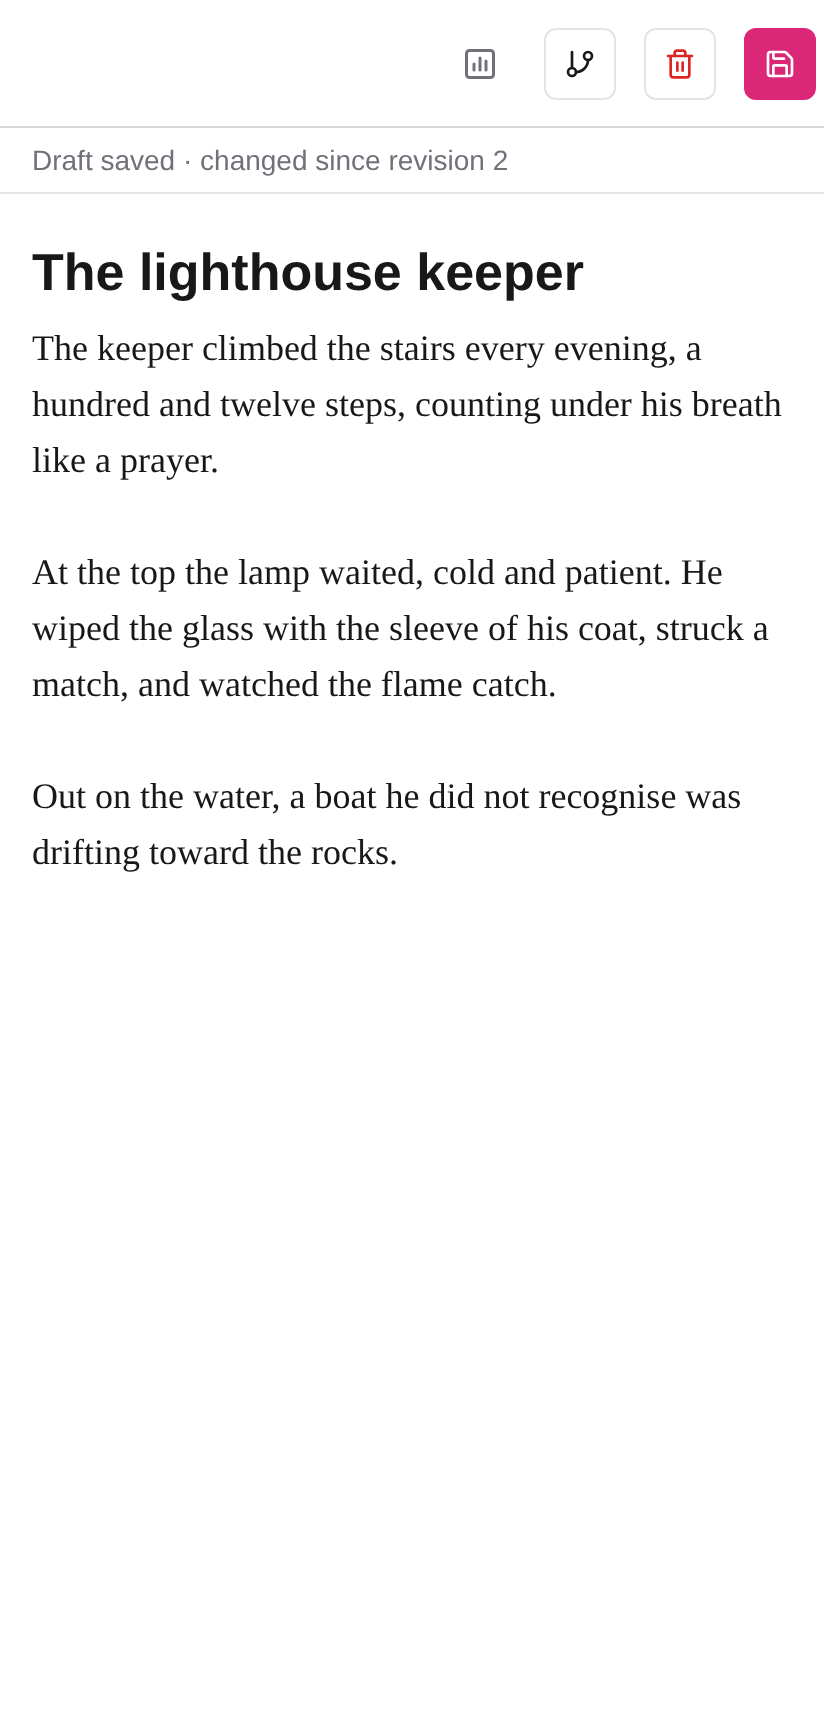 Draft saved · changed since revision 2
The lighthouse keeper
The keeper climbed the stairs every evening, a
hundred and twelve steps, counting under his breath
like a prayer.
At the top the lamp waited, cold and patient. He
wiped the glass with the sleeve of his coat, struck a
match, and watched the flame catch.
Out on the water, a boat he did not recognise was
drifting toward the rocks.